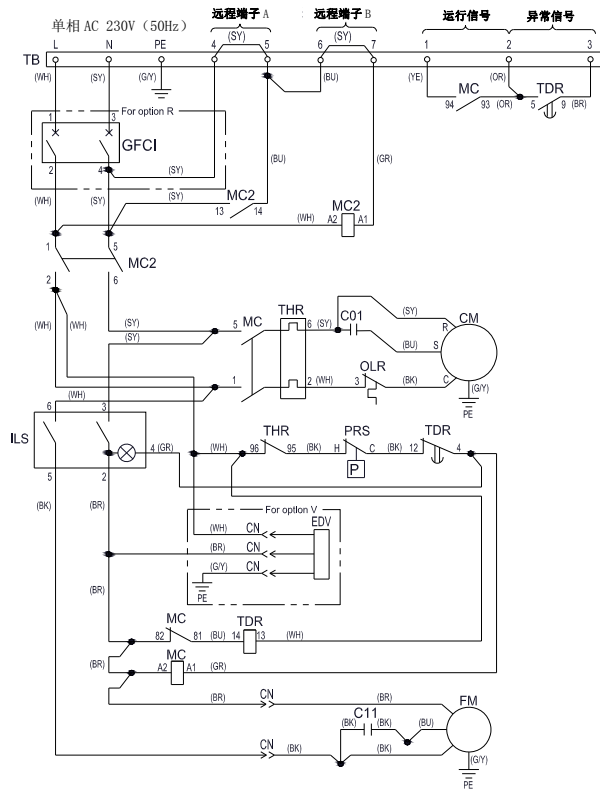 单相 AC 230V（50Hz）
远程端子 A
远程端子 B
运行信号
异常信号
L N PE 4 (SY) 5 6 (SY) 7 1 2 3
TB
(WH) (SY) (G/Y) (BU) (YE) (OR) MC TDR
94 93 (OR) 5 9 (BR)
For option R
1 3
GFCI
2 4
(SY) (BU) (GR)
(WH) (SY) (SY) MC2
13 14
MC2
(WH) A2 A1
1 5
MC2
2 6
(WH) (WH) (SY) (SY)
5 MC THR 6 (SY) C01 (SY) CM
R
(BU) S
OLR
1 2 (WH) 3 (BK) C
(G/Y)
PE
(WH)
6 3
ILS
4 (GR)
5 2
(BK) (BR)
(WH) 96 THR 95 (BK) H PRS C (BK) 12 TDR 4
P
For option V
EDV
(WH) CN
(BR) CN
(G/Y) CN
PE
(BR)
MC TDR
82 81 (BU) 14 13 (WH)
MC
(BR) A2 A1 (GR)
(BR) CN (BR) FM
C11
(BK) (BK) (BU)
CN (BK) (BK)
(G/Y)
PE